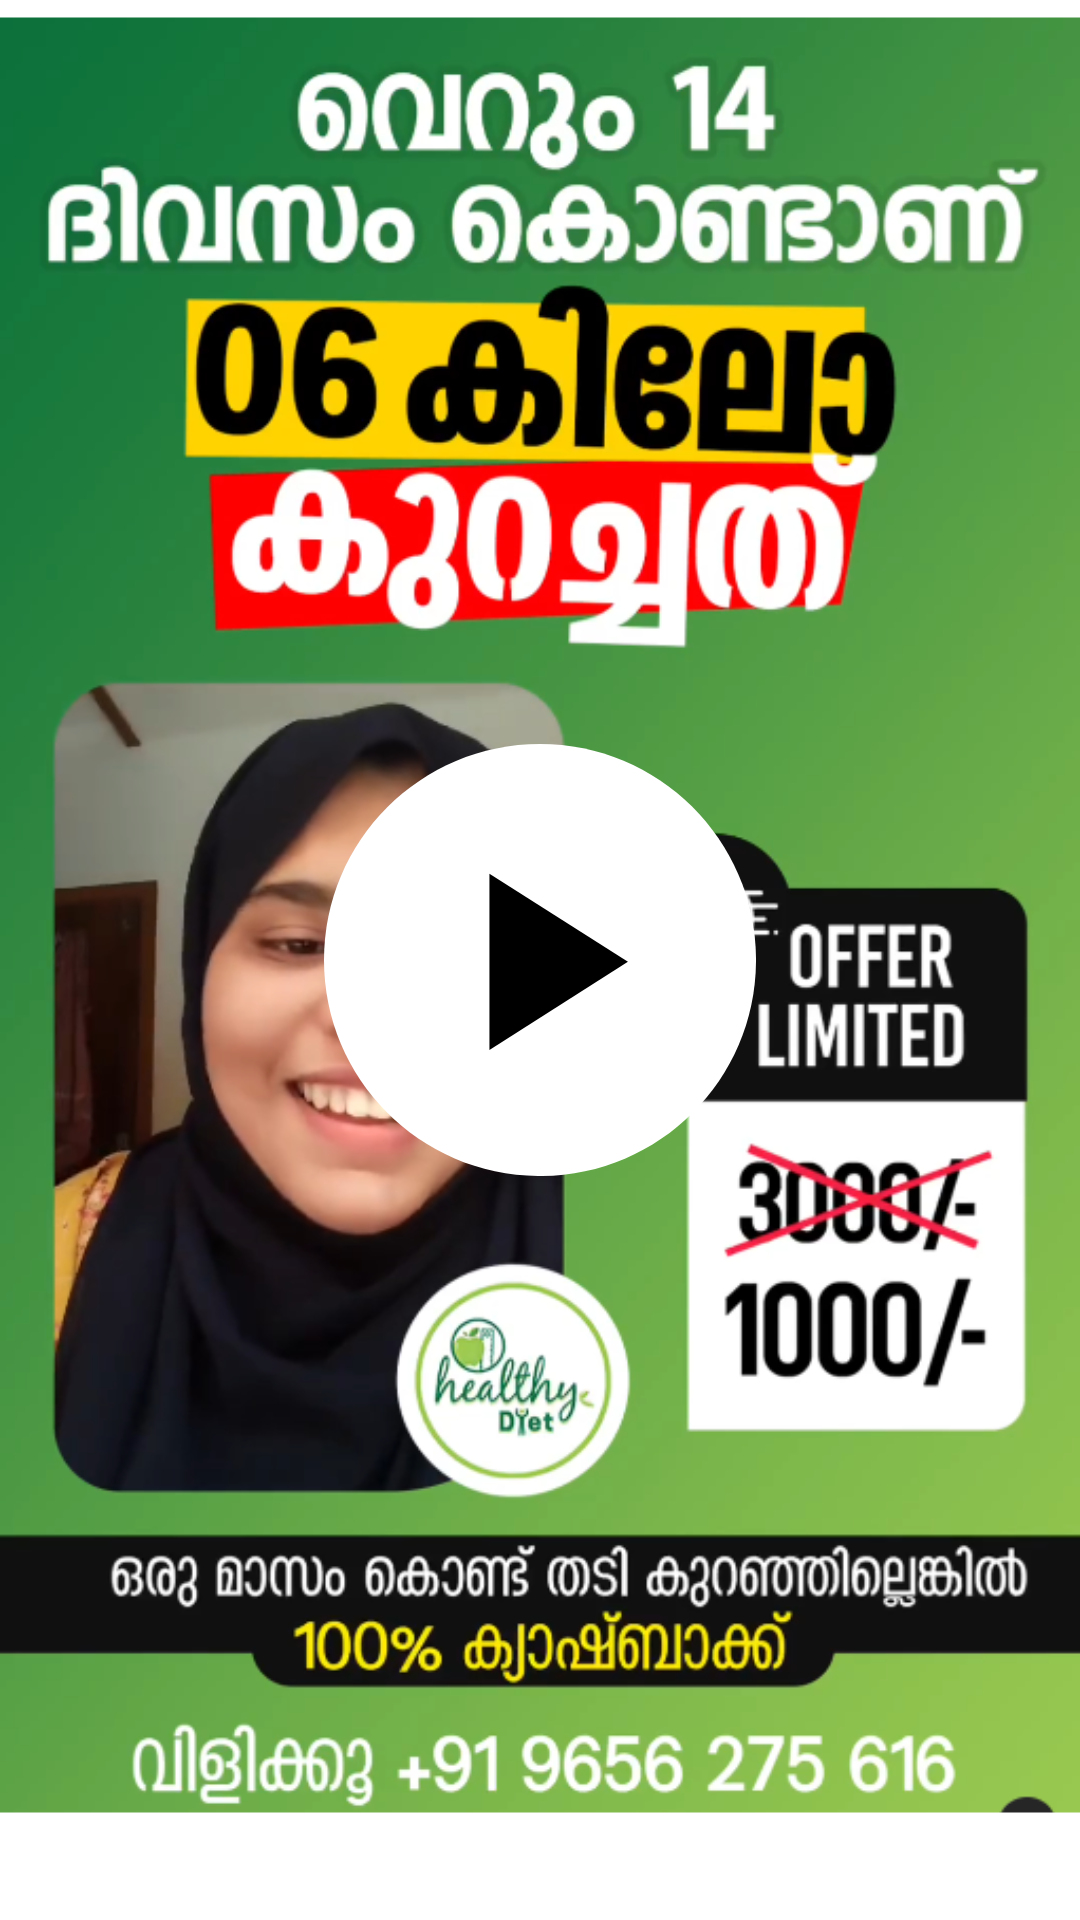 വെറും 14
ദിവസം കൊണ്ടാണ്
06 കിലോ
കുറച്ചത്
OFFER
LIMITED
3000/-
1000/-
healthy
Diet
ഒരു മാസം കൊണ്ട് തടി കുറഞ്ഞില്ലെങ്കിൽ
100% ക്യാഷ്ബാക്ക്
വിളിക്കൂ +91 9656 275 616